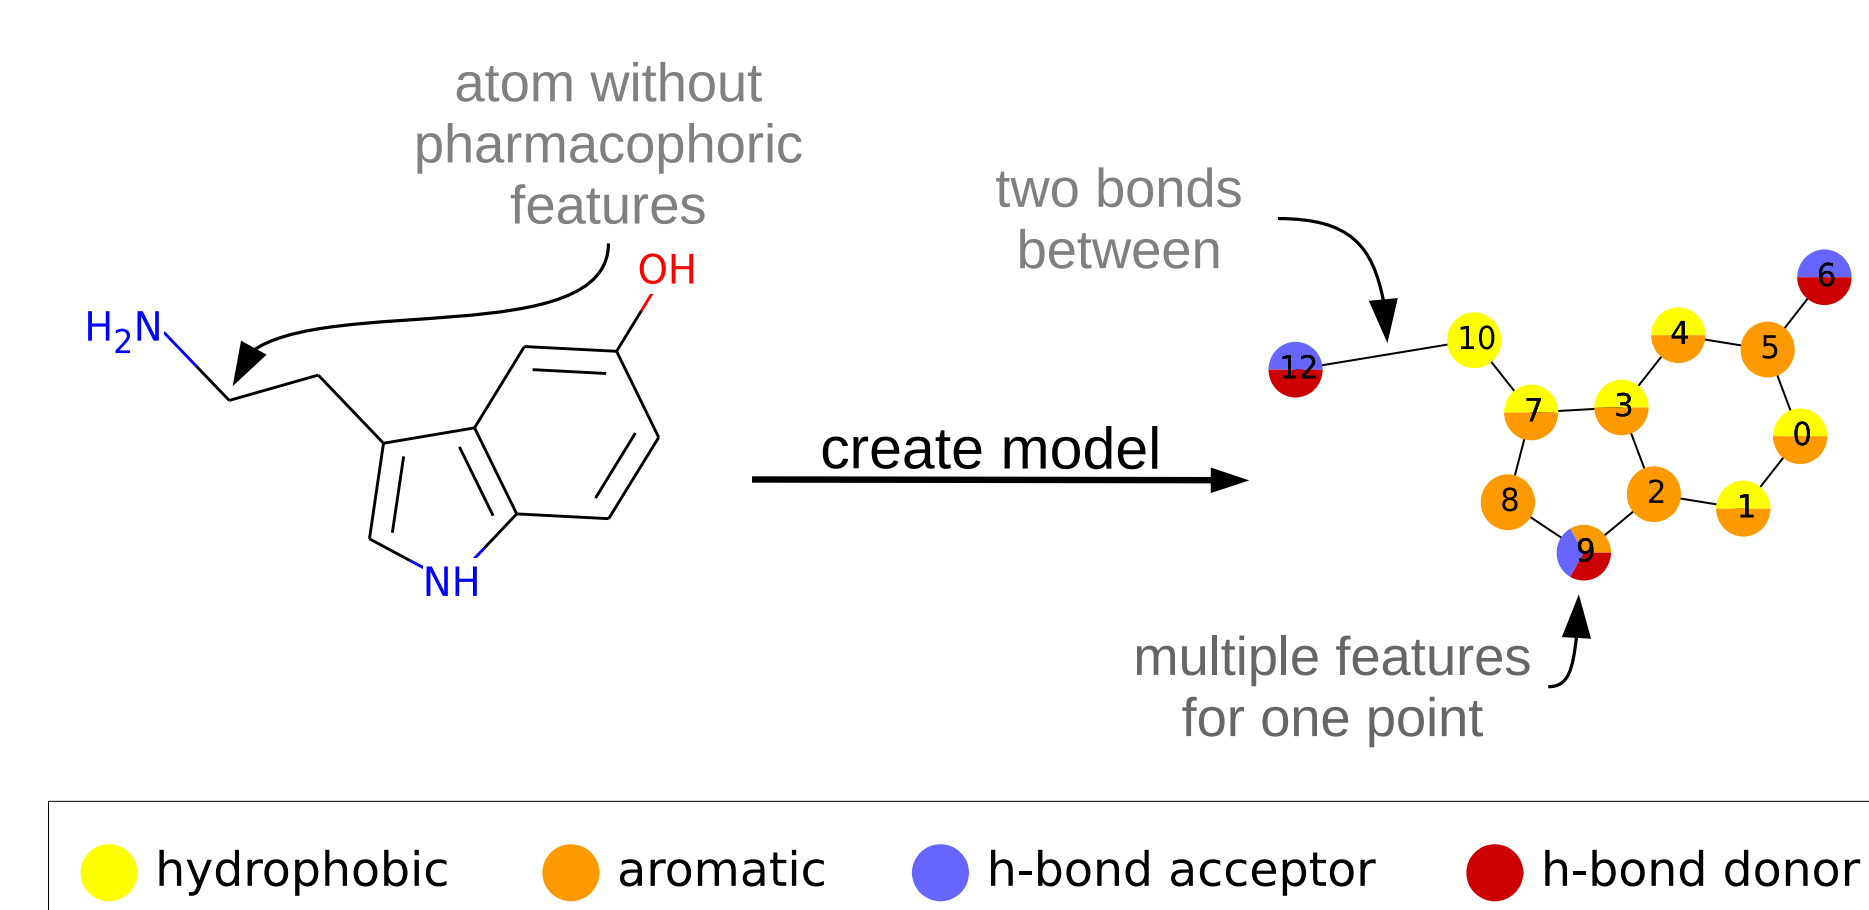 atom without
pharmacophoric
features
OH
H2N
NH
create model
two bonds
between
6
4
5
10
12
7
3
0
8
2
1
9
multiple features
for one point
hydrophobic
aromatic
h-bond acceptor
h-bond donor